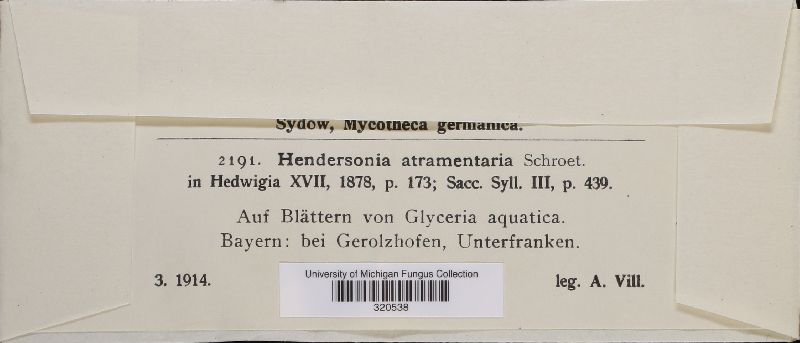 Sydow, Mycotheca germanica.
2191. Hendersonia atramentaria Schroet.
in Hedwigia XVII, 1878, p. 173; Sacc. Syll. III, p. 439.
Auf Blättern von Glyceria aquatica.
Bayern: bei Gerolzhofen, Unterfranken.
3. 1914. leg. A. Vill.
University of Michigan Fungus Collection
320538